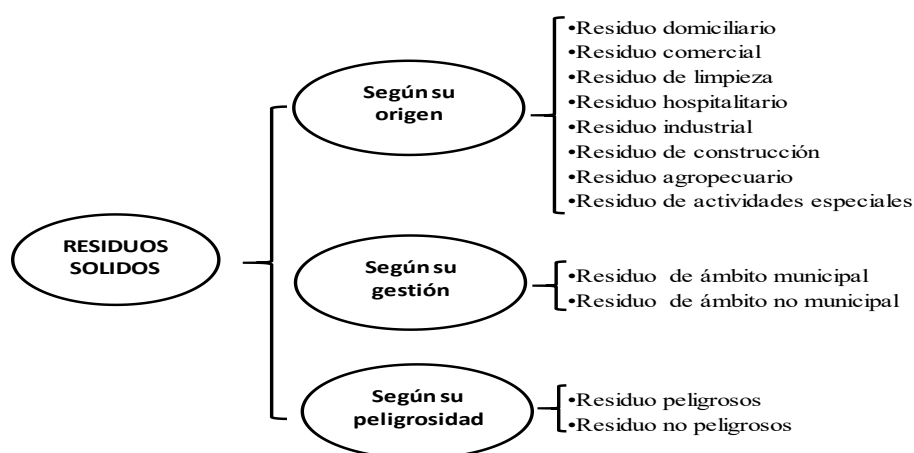 RESIDUOS
SOLIDOS
Según su
origen
•Residuo domiciliario
•Residuo comercial
•Residuo de limpieza
•Residuo hospitalitario
•Residuo industrial
•Residuo de construcción
•Residuo agropecuario
•Residuo de actividades especiales
Según su
gestión
•Residuo de ámbito municipal
•Residuo de ámbito no municipal
Según su
peligrosidad
•Residuo peligrosos
•Residuo no peligrosos